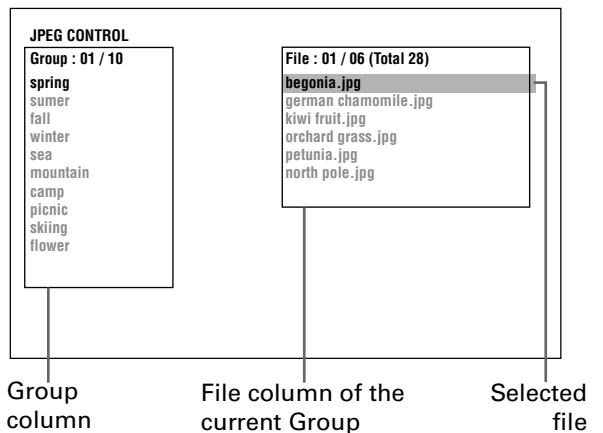 JPEG CONTROL
Group : 01 / 10
spring
sumer
fall
winter
sea
mountain
camp
picnic
skiing
flower
File : 01 / 06 (Total 28)
begonia.jpg
german chamomile.jpg
kiwi fruit.jpg
orchard grass.jpg
petunia.jpg
north pole.jpg
Group
column
File column of the
current Group
Selected
file